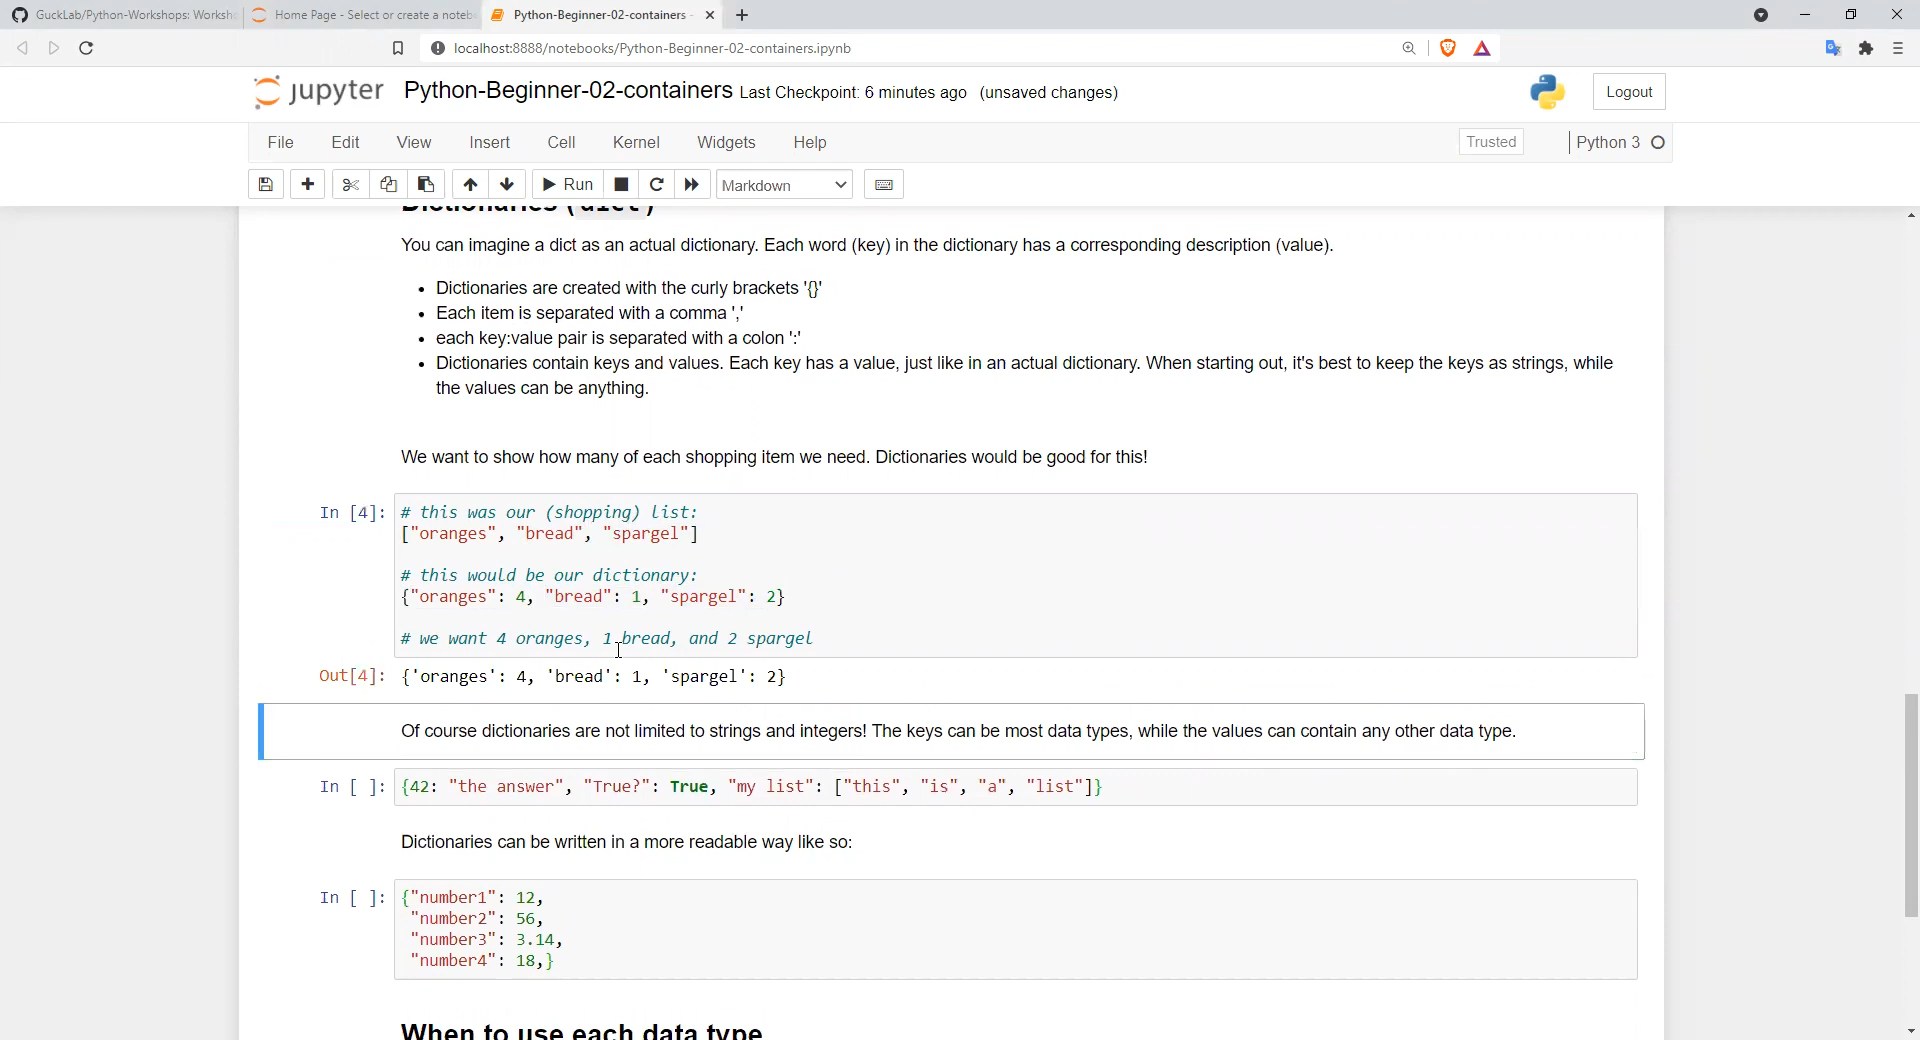 GuckLab/Python-Workshops: Worksho
Home Page - Select or create a noteb
Python-Beginner-02-containers -
localhost:8888/notebooks/Python-Beginner-02-containers.ipynb
jupyter Python-Beginner-02-containers Last Checkpoint: 6 minutes ago (unsaved changes)
Logout
File Edit View Insert Cell Kernel Widgets Help
Trusted
Python 3
Run
Markdown
Dictionaries (dict)
You can imagine a dict as an actual dictionary. Each word (key) in the dictionary has a corresponding description (value).
• Dictionaries are created with the curly brackets '{}'
• Each item is separated with a comma ','
• each key:value pair is separated with a colon ':'
• Dictionaries contain keys and values. Each key has a value, just like in an actual dictionary. When starting out, it's best to keep the keys as strings, while
the values can be anything.
We want to show how many of each shopping item we need. Dictionaries would be good for this!
In [4]: # this was our (shopping) list:
["oranges", "bread", "spargel"]
# this would be our dictionary:
{"oranges": 4, "bread": 1, "spargel": 2}
# we want 4 oranges, 1 bread, and 2 spargel
Out[4]: {'oranges': 4, 'bread': 1, 'spargel': 2}
Of course dictionaries are not limited to strings and integers! The keys can be most data types, while the values can contain any other data type.
In [ ]: {42: "the answer", "True?": True, "my list": ["this", "is", "a", "list"]}
Dictionaries can be written in a more readable way like so:
In [ ]: {"number1": 12,
"number2": 56,
"number3": 3.14,
"number4": 18,}
When to use each data type